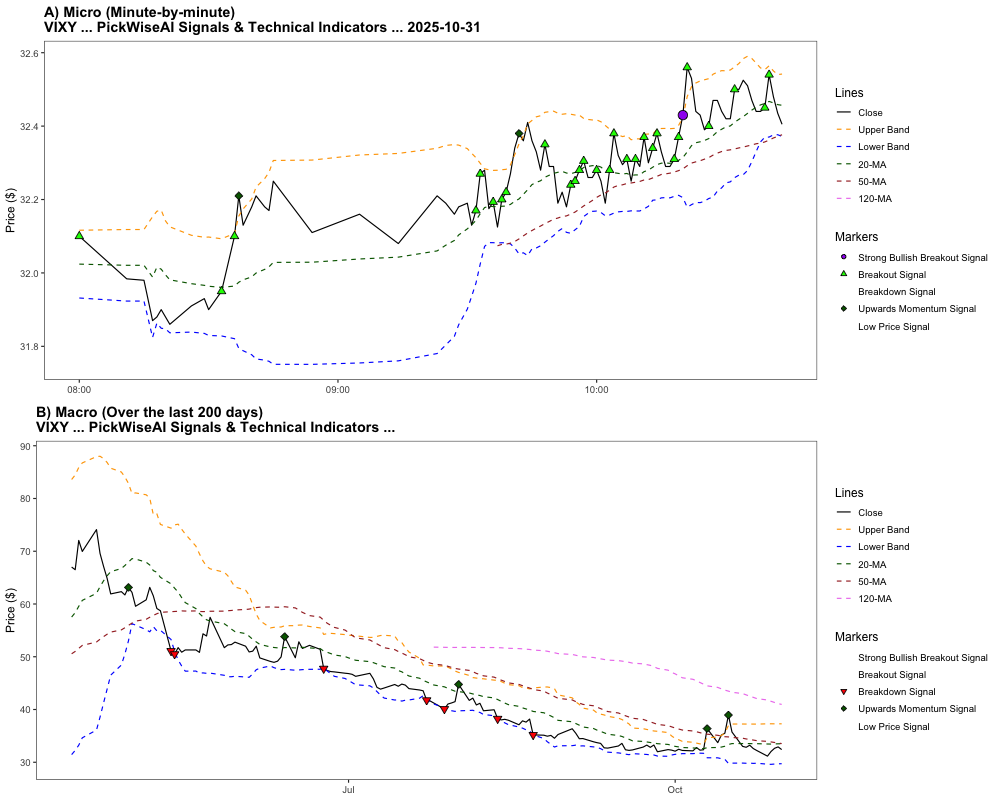 A) Micro (Minute-by-minute)
VIXY ... PickWiseAI Signals & Technical Indicators ... 2025-10-31
Price ($)
32.6
32.4
32.2
32.0
31.8
08:00
09:00
10:00
Lines
Close
Upper Band
Lower Band
20-MA
50-MA
120-MA
Markers
Strong Bullish Breakout Signal
Breakout Signal
Breakdown Signal
Upwards Momentum Signal
Low Price Signal
B) Macro (Over the last 200 days)
VIXY ... PickWiseAI Signals & Technical Indicators ...
Price ($)
90
80
70
60
50
40
30
Jul
Oct
Lines
Close
Upper Band
Lower Band
20-MA
50-MA
120-MA
Markers
Strong Bullish Breakout Signal
Breakout Signal
Breakdown Signal
Upwards Momentum Signal
Low Price Signal